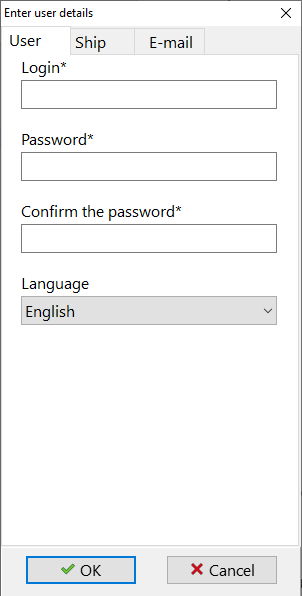 Enter user details
User Ship E-mail
Login*
Password*
Confirm the password*
Language
English
OK Cancel